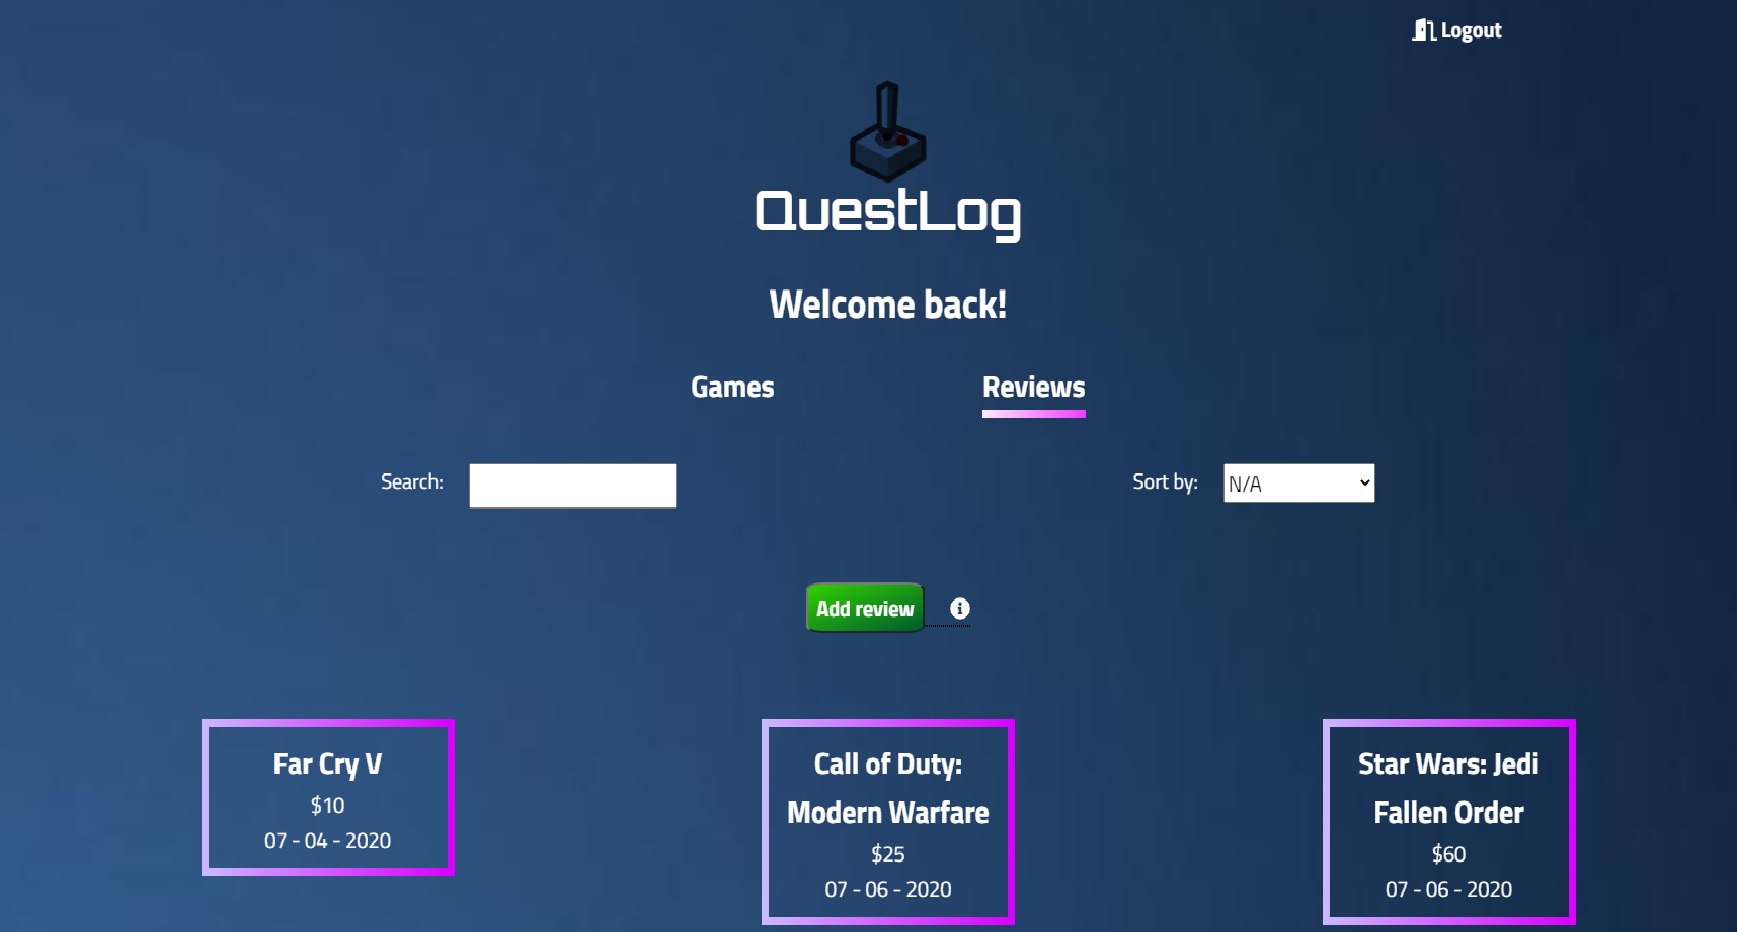 Logout
QuestLog
Welcome back!
Games Reviews
Search: Sort by: N/A
Add review
Far Cry V
$10
07 - 04 - 2020
Call of Duty:
Modern Warfare
$25
07 - 06 - 2020
Star Wars: Jedi
Fallen Order
$60
07 - 06 - 2020